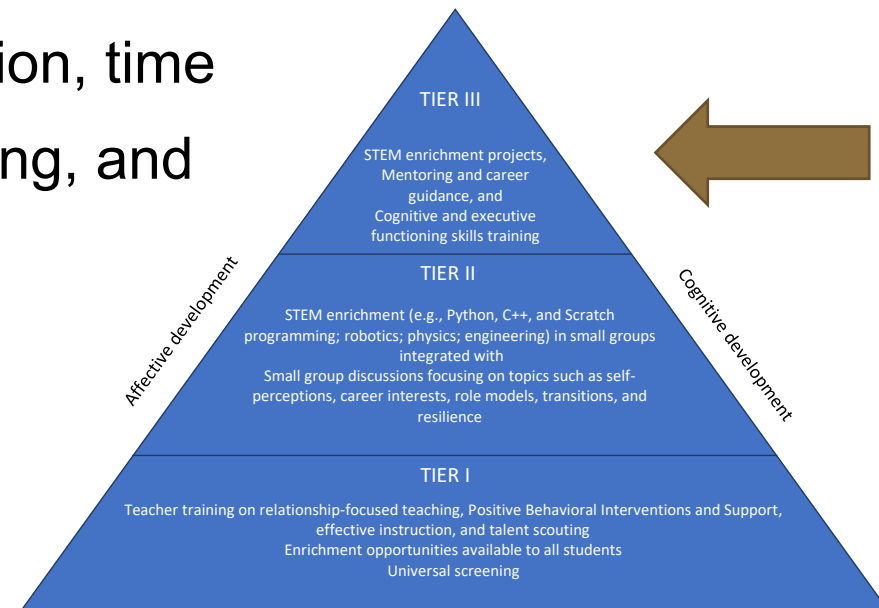 ion, time
ng, and
TIER III
STEM enrichment projects,
Mentoring and career
guidance, and
Cognitive and executive
functioning skills training
Affective development
Cognitive development
TIER II
STEM enrichment (e.g., Python, C++, and Scratch
programming; robotics; physics; engineering) in small groups
integrated with
Small group discussions focusing on topics such as self-
perceptions, career interests, role models, transitions, and
resilience
TIER I
Teacher training on relationship-focused teaching, Positive Behavioral Interventions and Support,
effective instruction, and talent scouting
Enrichment opportunities available to all students
Universal screening